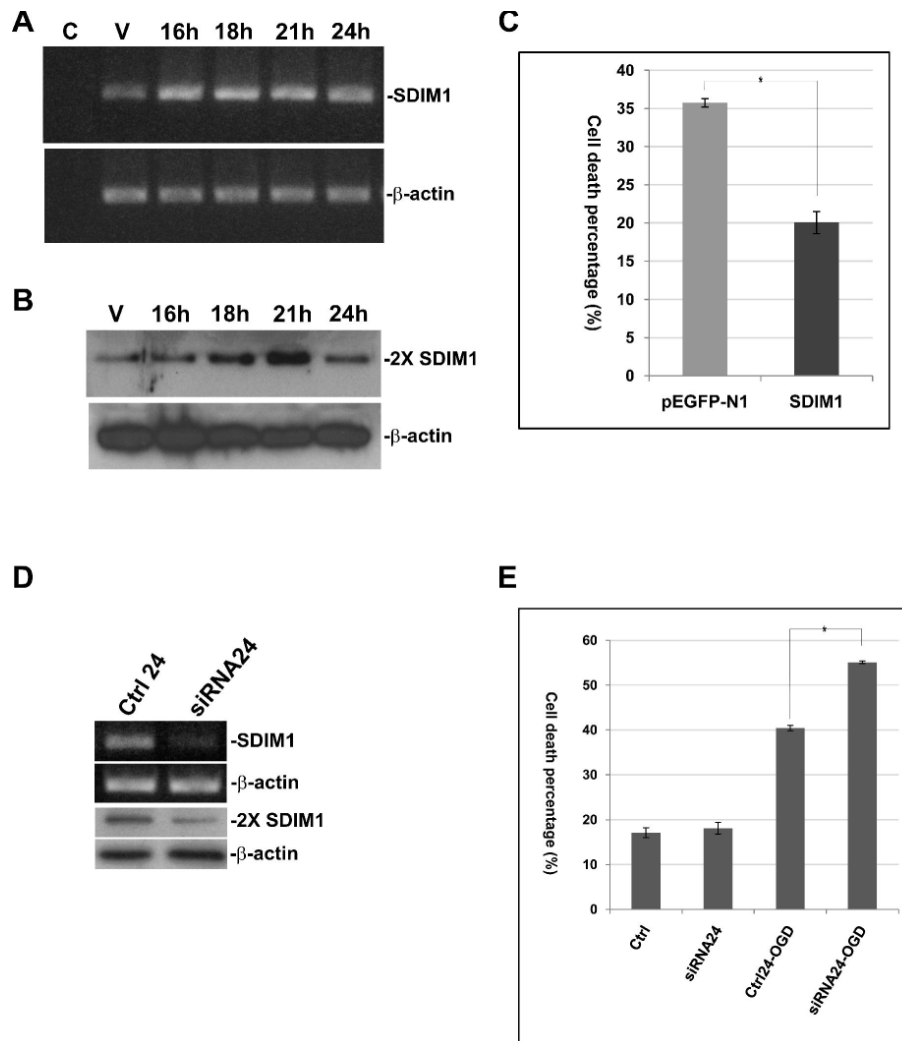 A
C V 16h 18h 21h 24h
-SDIM1
-β-actin
B
V 16h 18h 21h 24h
-2X SDIM1
-β-actin
C
Cell death percentage (%)
40
35
30
25
20
15
10
5
0
*
pEGFP-N1 SDIM1
D
Ctrl 24 siRNA24
-SDIM1
-β-actin
-2X SDIM1
-β-actin
E
Cell death percentage (%)
60
50
40
30
20
10
0
*
Ctrl siRNA24 Ctrl24-OGD siRNA24-OGD